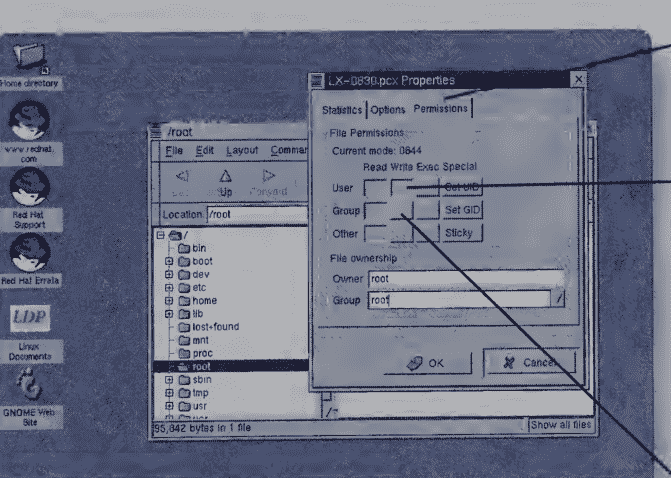 Home directory
www.redhat.com
Red Hat Support
Red Hat Errata
LDP
Linux Documents
GNOME Web Site
/root
File Edit Layout Comman
Up Forward
Location: /root
/
bin
boot
dev
etc
home
lib
lost+found
mnt
proc
root
sbin
tmp
usr
95,842 bytes in 1 file
Show all files
LX-0830.pcx Properties
Statistics Options Permissions
File Permissions
Current mode: 0644
Read Write Exec Special
User Set UID
Group Set GID
Other Sticky
File ownership
Owner root
Group root
OK Cancel